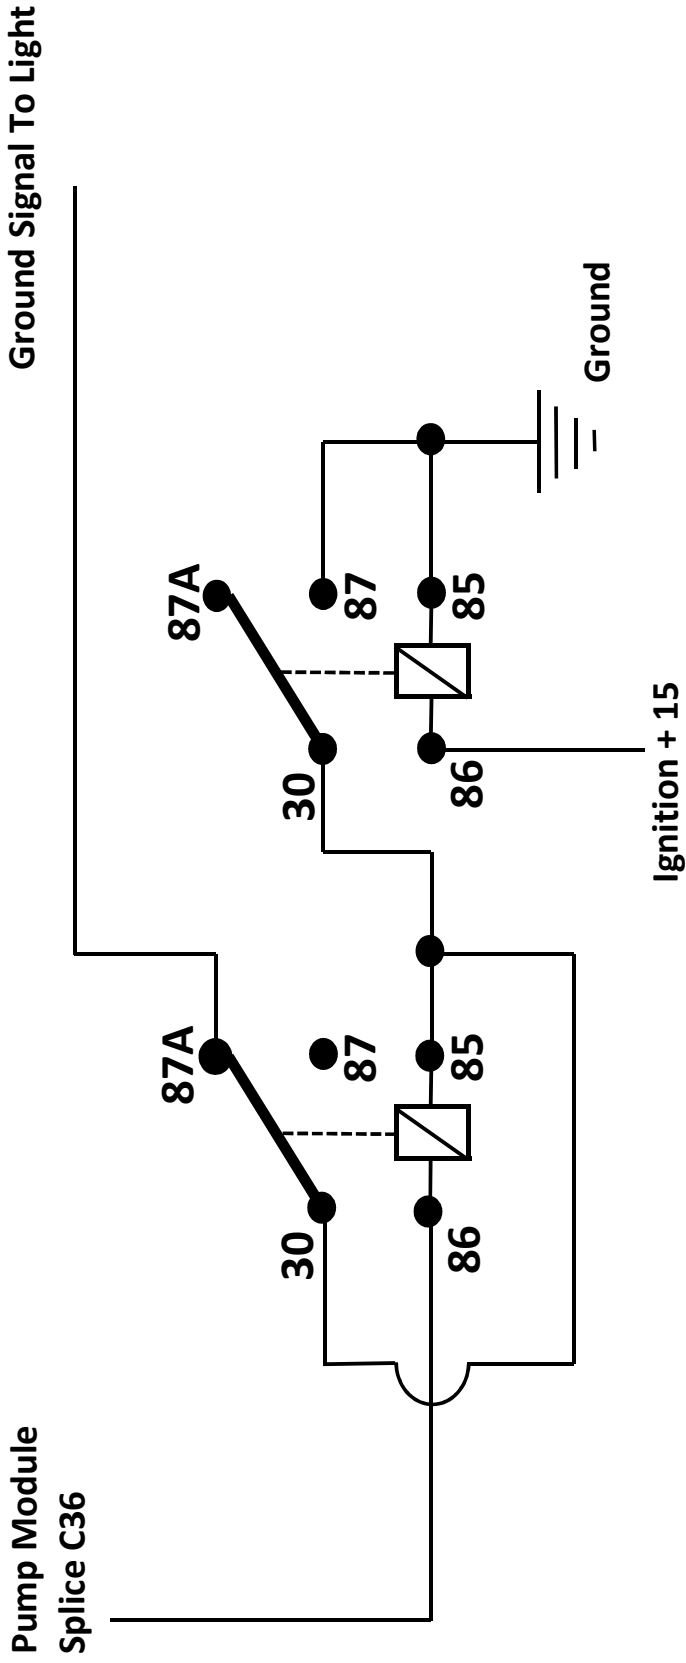 Pump Module
Splice C36
Ground Signal To Light
87A
87A
30
87
30
87
86
85
86
85
Ground
Ignition + 15